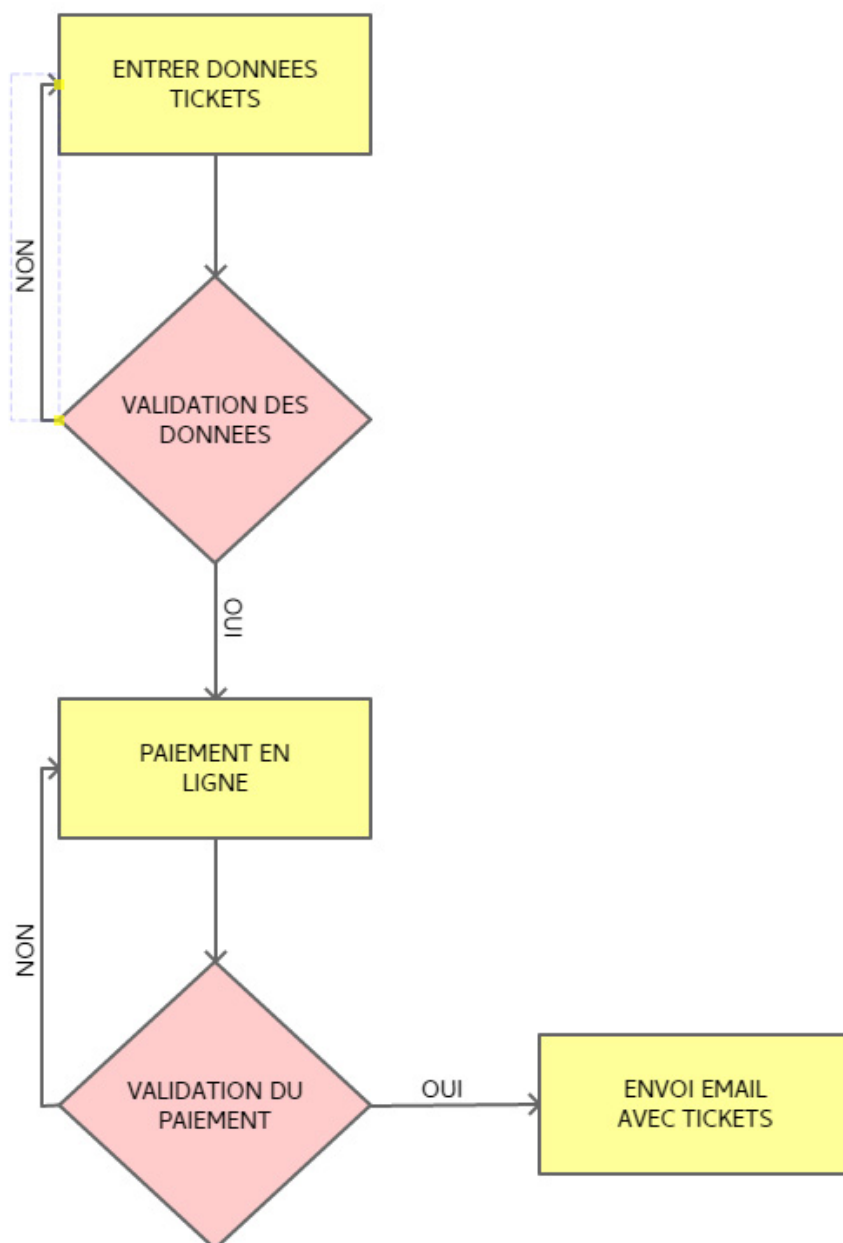 ENTRER DONNEES
TICKETS
NON
VALIDATION DES
DONNEES
OUI
PAIEMENT EN
LIGNE
NON
VALIDATION DU
PAIEMENT
OUI
ENVOI EMAIL
AVEC TICKETS